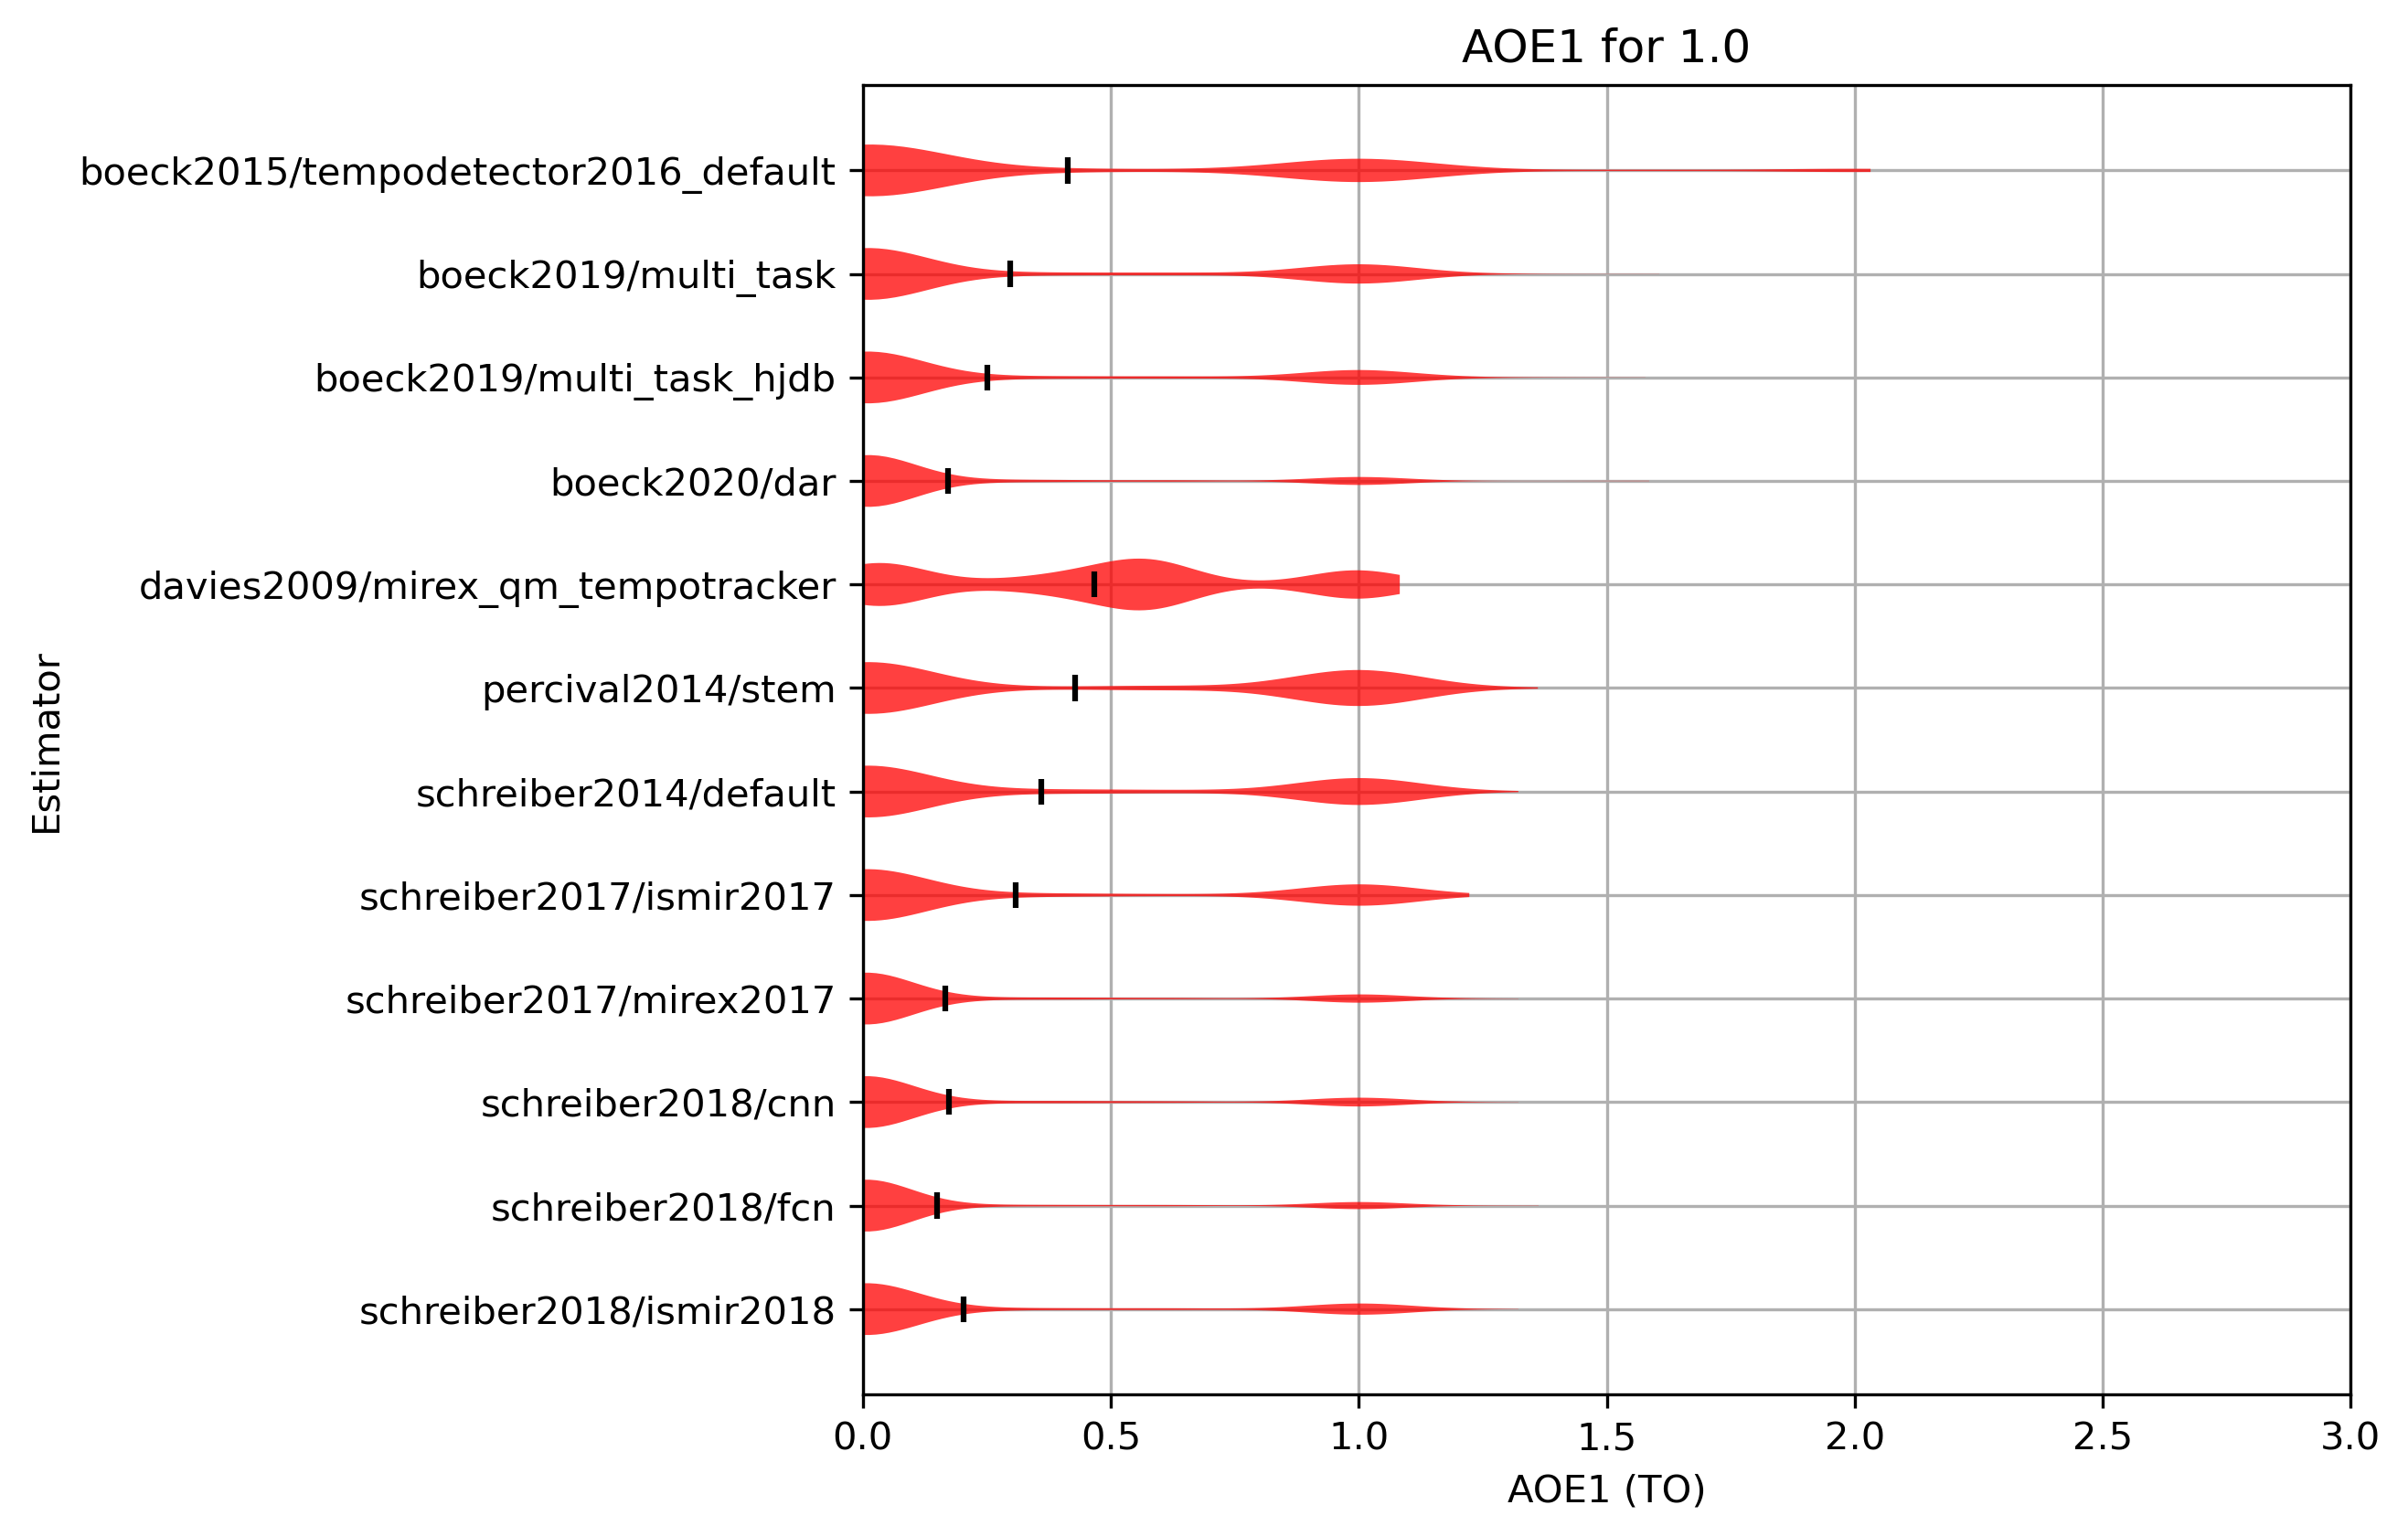 AOE1 for 1.0
boeck2015/tempodetector2016_default
boeck2019/multi_task
boeck2019/multi_task_hjdb
boeck2020/dar
davies2009/mirex_qm_tempotracker
percival2014/stem
schreiber2014/default
schreiber2017/ismir2017
schreiber2017/mirex2017
schreiber2018/cnn
schreiber2018/fcn
schreiber2018/ismir2018
Estimator
0.0 0.5 1.0 1.5 2.0 2.5 3.0
AOE1 (TO)